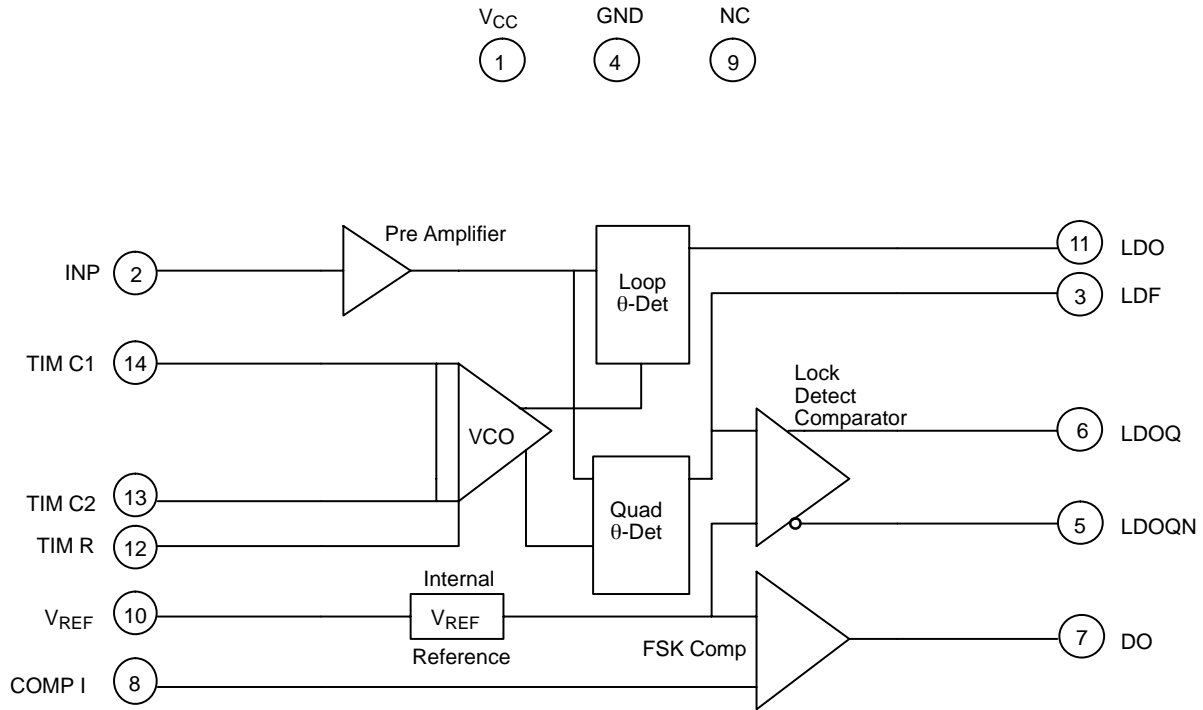 VCC GND NC
1 4 9
Pre Amplifier
INP 2
Loop
θ-Det
11 LDO
3 LDF
TIM C1 14
VCO
Lock
Detect
Comparator
6 LDOQ
TIM C2 13
Quad
θ-Det
5 LDOQN
TIM R 12
Internal
VREF 10
VREF
Reference
FSK Comp
7 DO
COMP I 8